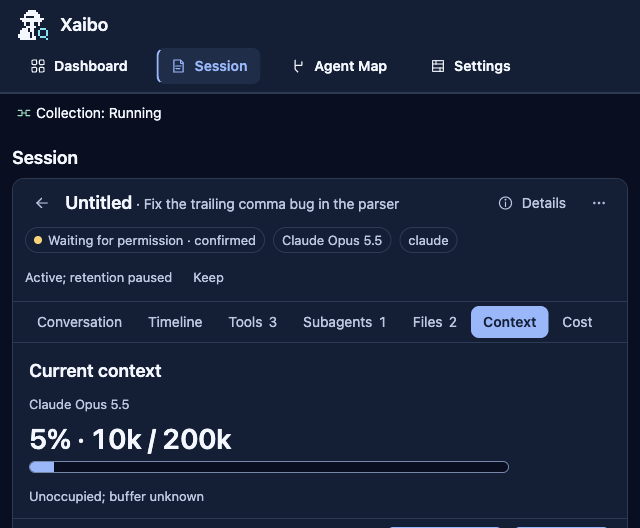 Xaibo
Dashboard Session Agent Map Settings
Collection: Running
Session
Untitled · Fix the trailing comma bug in the parser Details ···
Waiting for permission · confirmed Claude Opus 5.5 claude
Active; retention paused Keep
Conversation Timeline Tools 3 Subagents 1 Files 2 Context Cost
Current context
Claude Opus 5.5
5% · 10k / 200k
Unoccupied; buffer unknown